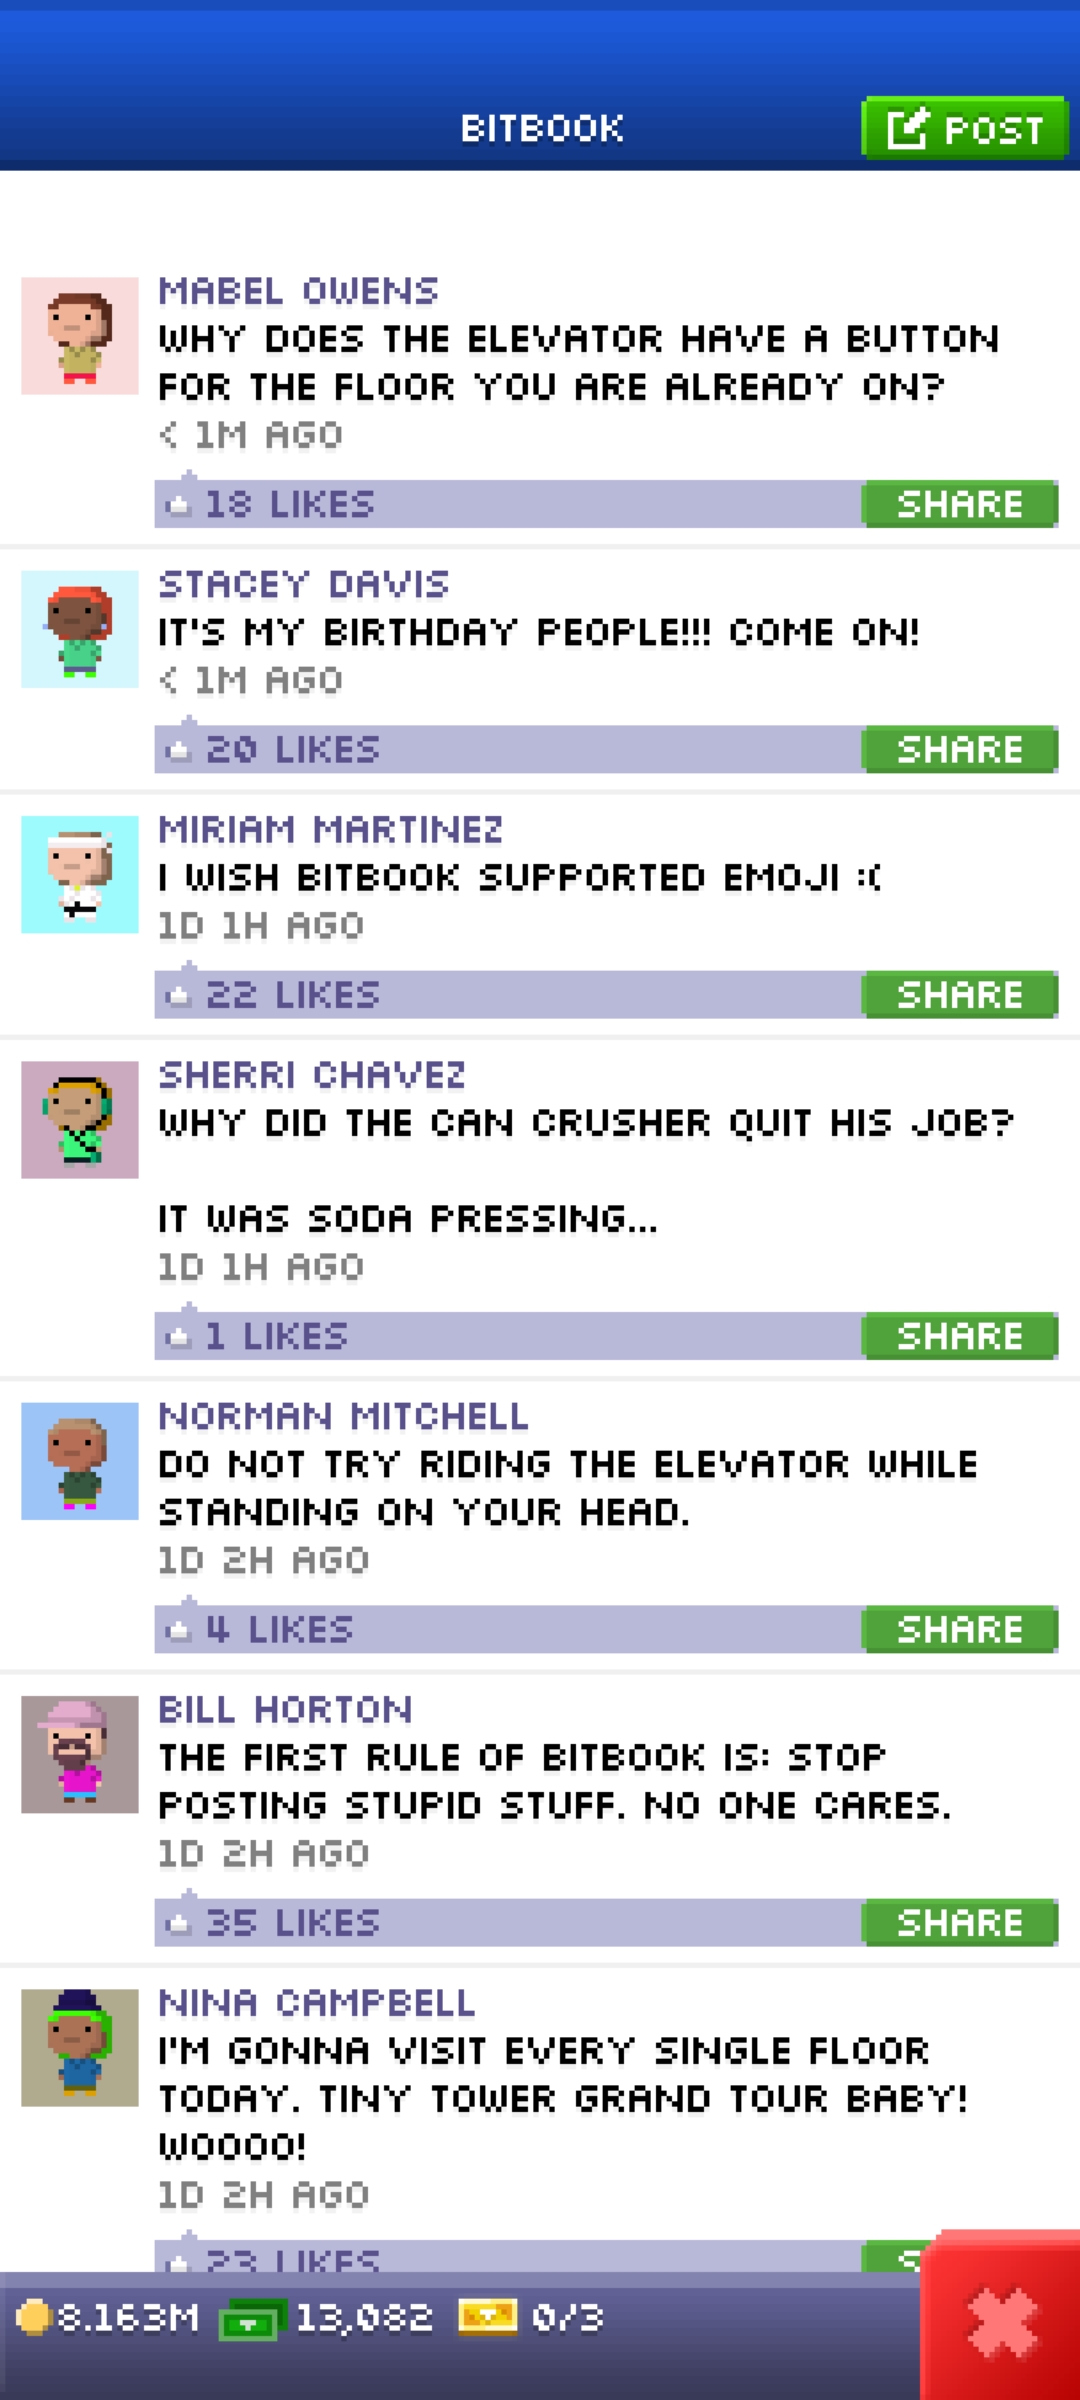 BITBOOK
POST
MABEL OWENS
WHY DOES THE ELEVATOR HAVE A BUTTON
FOR THE FLOOR YOU ARE ALREADY ON?
< 1M AGO
18 LIKES
SHARE
STACEY DAVIS
IT'S MY BIRTHDAY PEOPLE!!! COME ON!
< 1M AGO
20 LIKES
SHARE
MIRIAM MARTINEZ
I WISH BITBOOK SUPPORTED EMOJI :(
1D 1H AGO
22 LIKES
SHARE
SHERRI CHAVEZ
WHY DID THE CAN CRUSHER QUIT HIS JOB?
IT WAS SODA PRESSING...
1D 1H AGO
1 LIKES
SHARE
NORMAN MITCHELL
DO NOT TRY RIDING THE ELEVATOR WHILE
STANDING ON YOUR HEAD.
1D 2H AGO
4 LIKES
SHARE
BILL HORTON
THE FIRST RULE OF BITBOOK IS: STOP
POSTING STUPID STUFF. NO ONE CARES.
1D 2H AGO
35 LIKES
SHARE
NINA CAMPBELL
I'M GONNA VISIT EVERY SINGLE FLOOR
TODAY. TINY TOWER GRAND TOUR BABY!
WOOOO!
1D 2H AGO
23 LIKES
8.163M 13,082 0/3